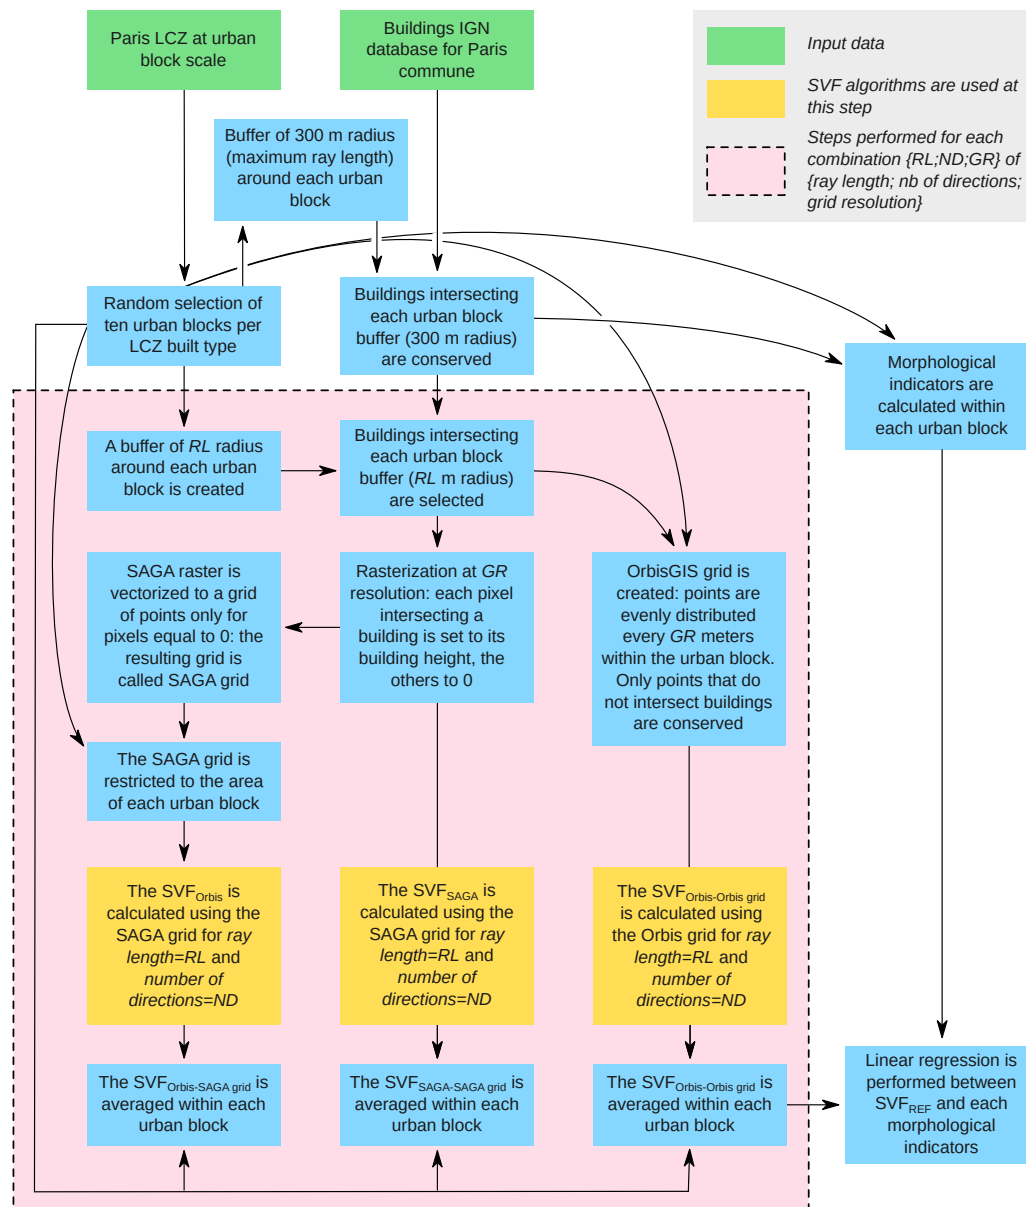 Paris LCZ at urban
block scale
Buildings IGN
database for Paris
commune
Input data
SVF algorithms are used at
this step
Steps performed for each
combination {RL;ND;GR} of
{ray length; nb of directions;
grid resolution}
Buffer of 300 m radius
(maximum ray length)
around each urban
block
Random selection of
ten urban blocks per
LCZ built type
Buildings intersecting
each urban block
buffer (300 m radius)
are conserved
Morphological
indicators are
calculated within
each urban block
A buffer of RL radius
around each urban
block is created
Buildings intersecting
each urban block
buffer (RL m radius)
are selected
SAGA raster is
vectorized to a grid
of points only for
pixels equal to 0: the
resulting grid is
called SAGA grid
Rasterization at GR
resolution: each pixel
intersecting a
building is set to its
building height, the
others to 0
OrbisGIS grid is
created: points are
evenly distributed
every GR meters
within the urban block.
Only points that do
not intersect buildings
are conserved
The SAGA grid is
restricted to the area
of each urban block
The SVFOrbis is
calculated using the
SAGA grid for ray
length=RL and
number of
directions=ND
The SVFSAGA is
calculated using the
SAGA grid for ray
length=RL and
number of
directions=ND
The SVFOrbis-Orbis grid
is calculated using
the Orbis grid for ray
length=RL and
number of
directions=ND
The SVFOrbis-SAGA grid is
averaged within each
urban block
The SVFSAGA-SAGA grid is
averaged within each
urban block
The SVFOrbis-Orbis grid is
averaged within each
urban block
Linear regression is
performed between
SVFREF and each
morphological
indicators